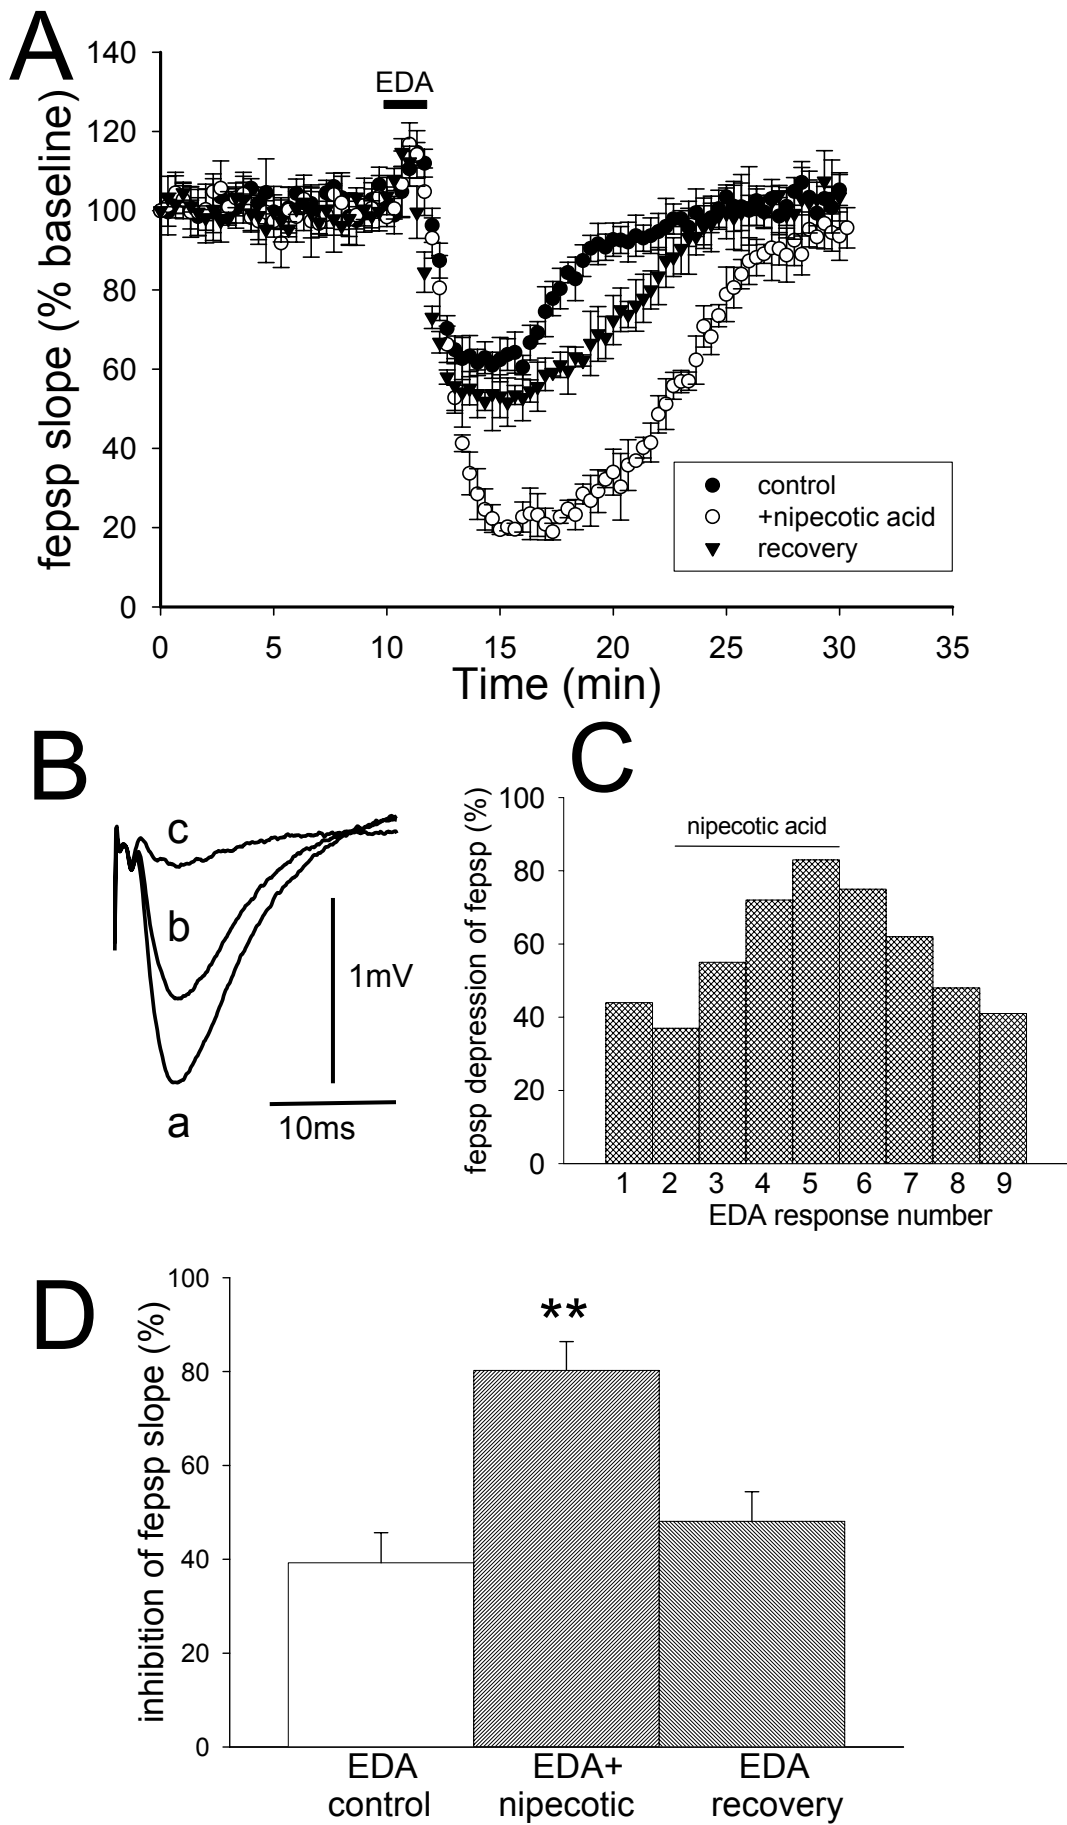 A
140
120
100
80
60
40
20
0
fepsp slope (% baseline)
EDA
control
+nipecotic acid
recovery
0 5 10 15 20 25 30 35
Time (min)
B
c
b
a
1mV
10ms
C
100
80
60
40
20
0
fepsp depression of fepsp (%)
nipecotic acid
1 2 3 4 5 6 7 8 9
EDA response number
D
100
80
60
40
20
0
inhibition of fepsp slope (%)
**
EDA control
EDA+ nipecotic
EDA recovery